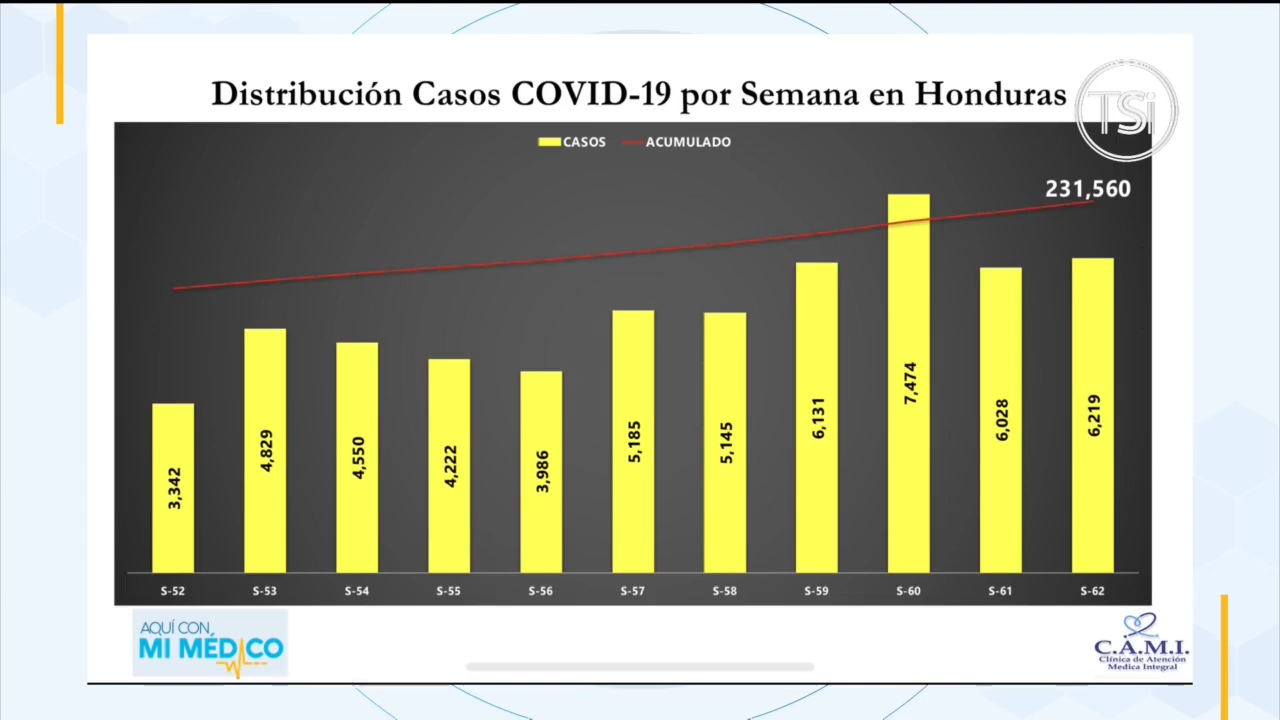 Distribución Casos COVID-19 por Semana en Honduras
TSi
CASOS ACUMULADO
231,560
3,342 4,829 4,550 4,222 3,986 5,185 5,145 6,131 7,474 6,028 6,219
S-52 S-53 S-54 S-55 S-56 S-57 S-58 S-59 S-60 S-61 S-62
AQUÍ CON
MI MÉDICO
C.A.M.I.
Clínica de Atención
Medica Integral